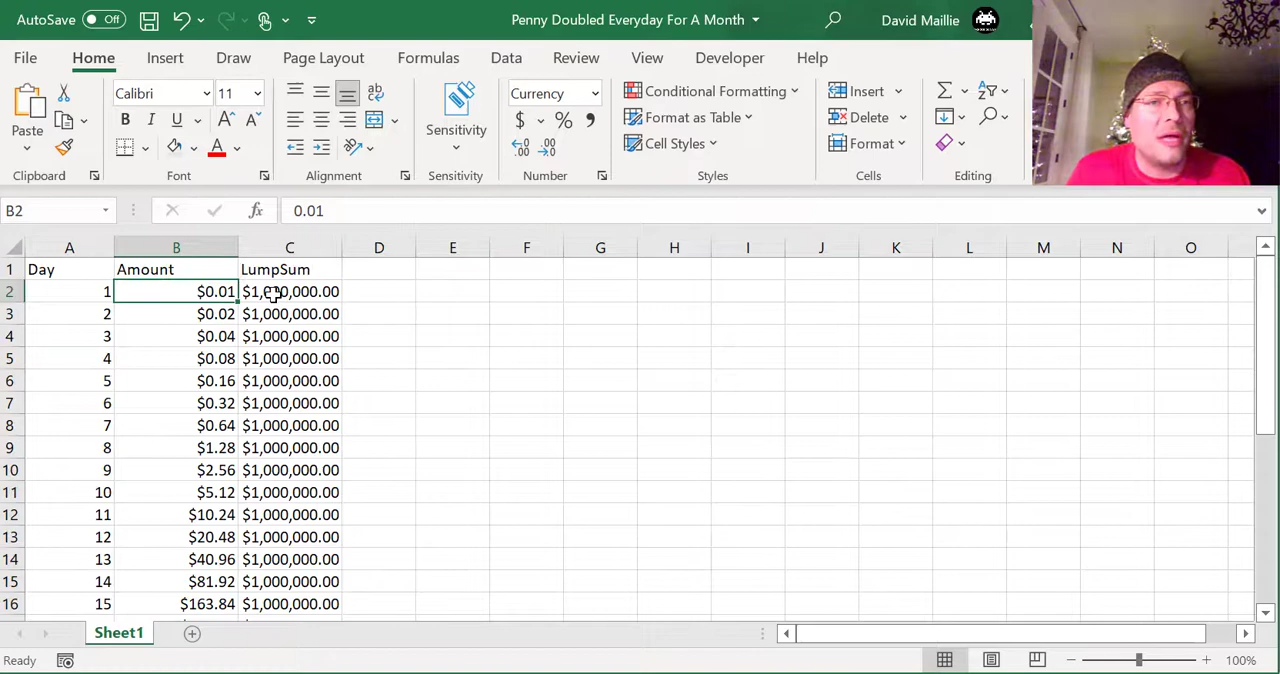 AutoSave Off Penny Doubled Everyday For A Month David Maillie
File Home Insert Draw Page Layout Formulas Data Review View Developer Help
Paste Calibri 11 B I U A A A ab c Sensitivity Currency $ % 9 .00 .00 Conditional Formatting Format as Table Cell Styles Insert Delete Format
Clipboard Font Alignment Sensitivity Number Styles Cells Editing
B2 fx 0.01
A B C D E F G H I J K L M N O
1 Day Amount LumpSum
2 1 $0.01 $1,000,000.00
3 2 $0.02 $1,000,000.00
4 3 $0.04 $1,000,000.00
5 4 $0.08 $1,000,000.00
6 5 $0.16 $1,000,000.00
7 6 $0.32 $1,000,000.00
8 7 $0.64 $1,000,000.00
9 8 $1.28 $1,000,000.00
10 9 $2.56 $1,000,000.00
11 10 $5.12 $1,000,000.00
12 11 $10.24 $1,000,000.00
13 12 $20.48 $1,000,000.00
14 13 $40.96 $1,000,000.00
15 14 $81.92 $1,000,000.00
16 15 $163.84 $1,000,000.00
Sheet1
Ready 100%